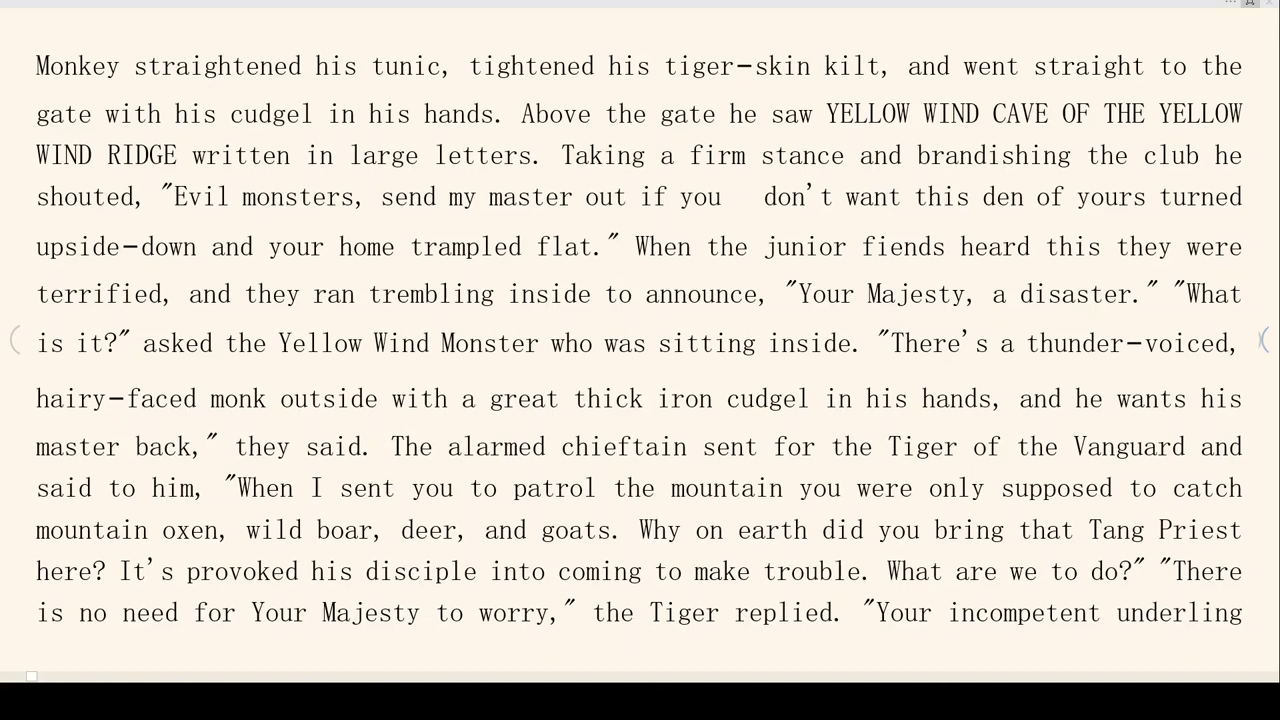 Monkey straightened his tunic, tightened his tiger-skin kilt, and went straight to the
gate with his cudgel in his hands. Above the gate he saw YELLOW WIND CAVE OF THE YELLOW
WIND RIDGE written in large letters. Taking a firm stance and brandishing the club he
shouted, "Evil monsters, send my master out if you don't want this den of yours turned
upside-down and your home trampled flat." When the junior fiends heard this they were
terrified, and they ran trembling inside to announce, "Your Majesty, a disaster." "What
is it?" asked the Yellow Wind Monster who was sitting inside. "There's a thunder-voiced,
hairy-faced monk outside with a great thick iron cudgel in his hands, and he wants his
master back," they said. The alarmed chieftain sent for the Tiger of the Vanguard and
said to him, "When I sent you to patrol the mountain you were only supposed to catch
mountain oxen, wild boar, deer, and goats. Why on earth did you bring that Tang Priest
here? It's provoked his disciple into coming to make trouble. What are we to do?" "There
is no need for Your Majesty to worry," the Tiger replied. "Your incompetent underling